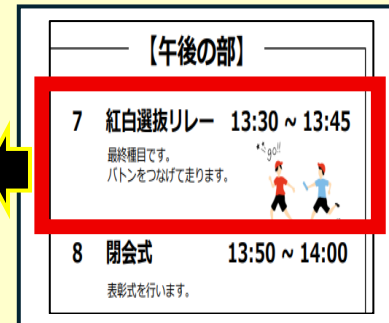 【午後の部】
7 紅白選抜リレー 13:30 ~ 13:45
最終種目です。
バトンをつなげて走ります。
go!!
8 閉会式 13:50 ~ 14:00
表彰式を行います。